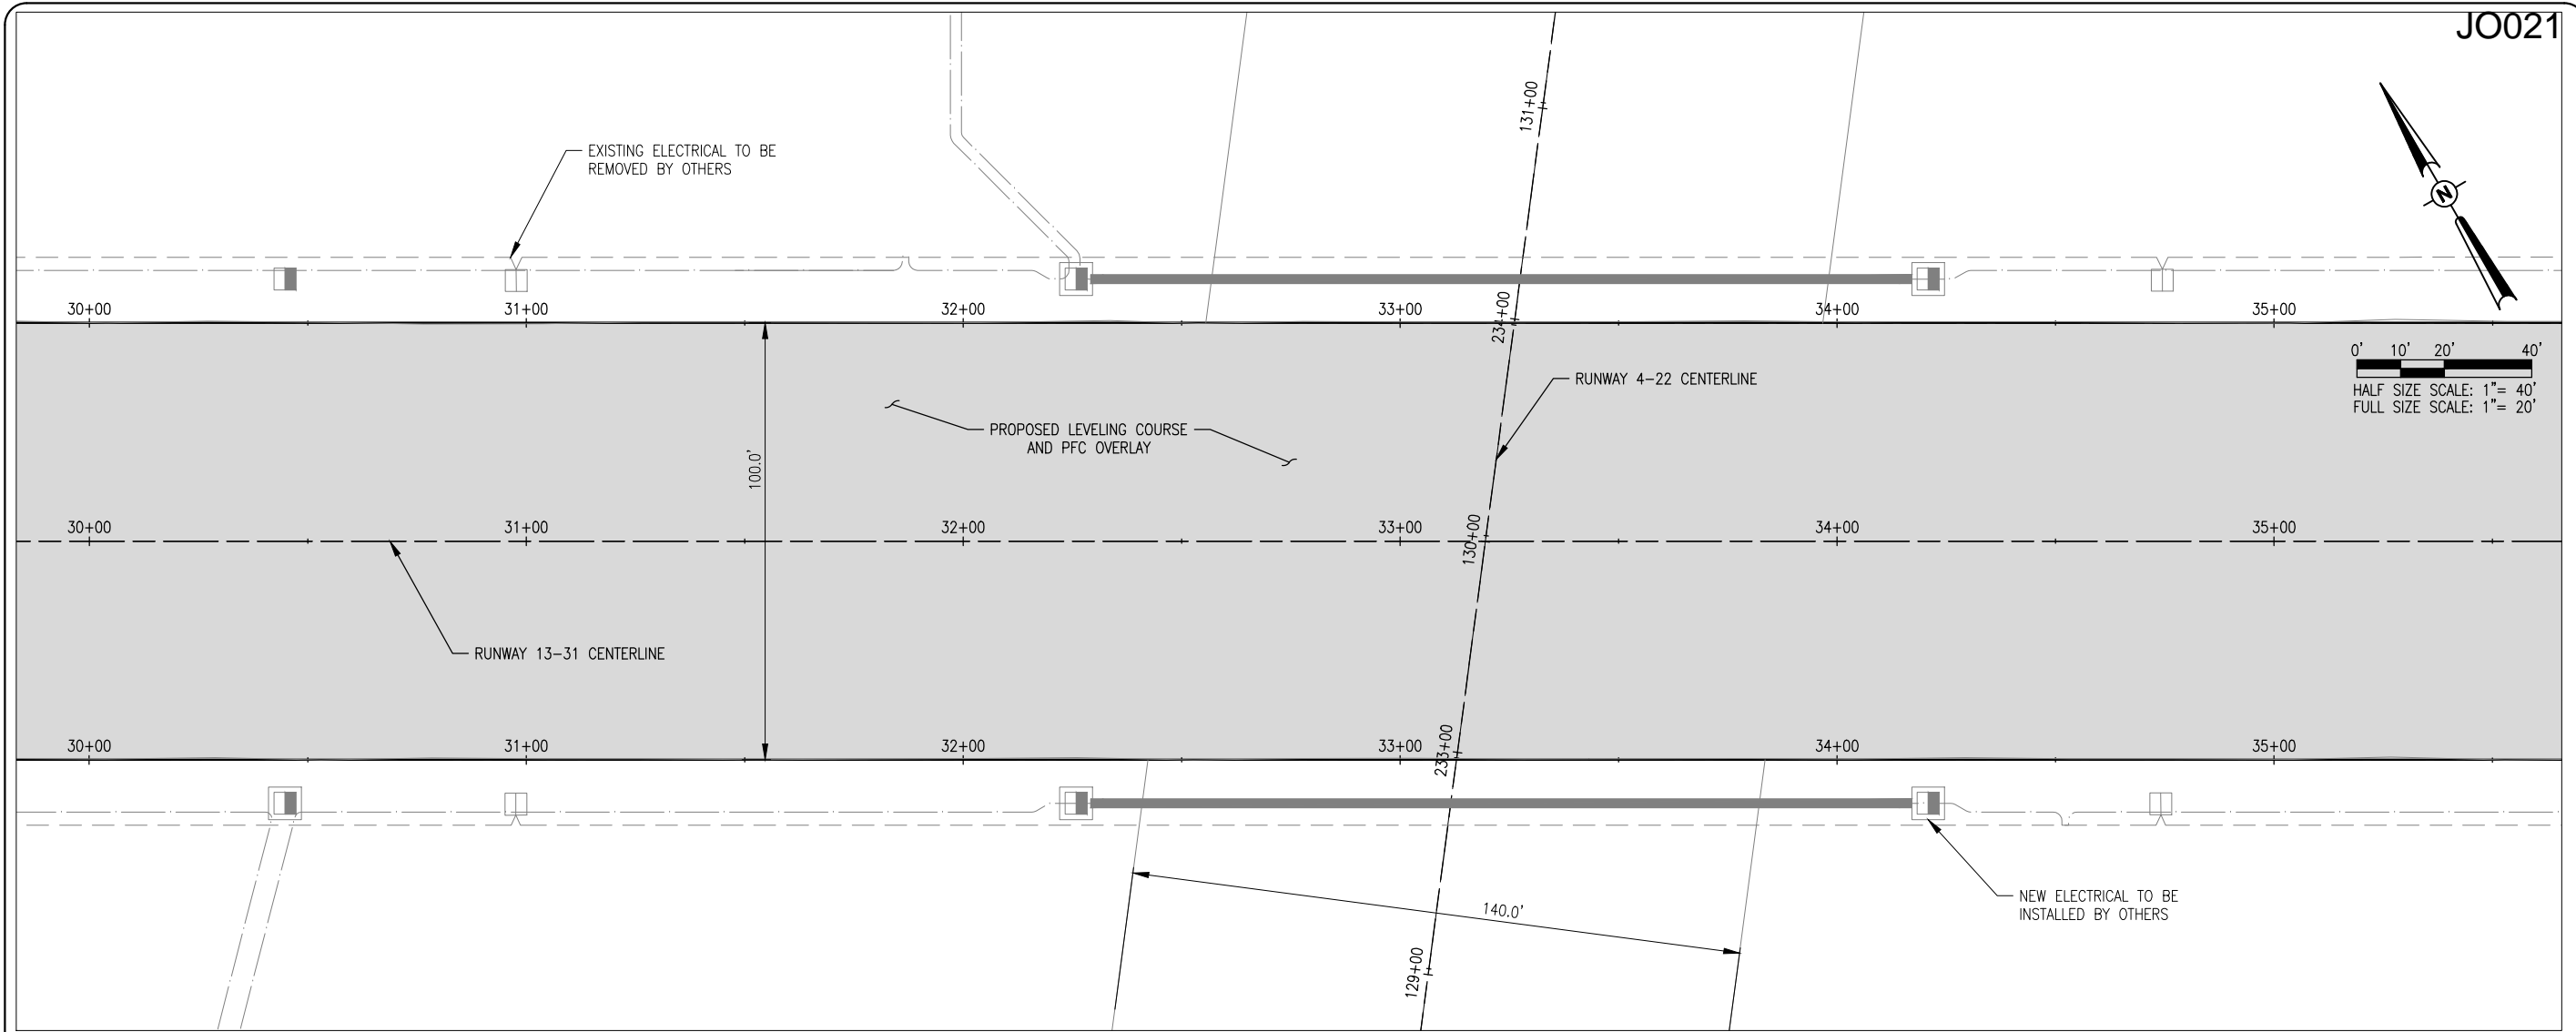 JO021
131+00
EXISTING ELECTRICAL TO BE
REMOVED BY OTHERS
N
30+00
31+00
32+00
33+00
234+00
34+00
35+00
0' 10' 20' 40'
HALF SIZE SCALE: 1"= 40'
FULL SIZE SCALE: 1"= 20'
RUNWAY 4-22 CENTERLINE
PROPOSED LEVELING COURSE
AND PFC OVERLAY
100.0'
30+00
31+00
32+00
33+00
130+00
34+00
35+00
RUNWAY 13-31 CENTERLINE
30+00
31+00
32+00
33+00
233+00
34+00
35+00
NEW ELECTRICAL TO BE
INSTALLED BY OTHERS
140.0'
129+00